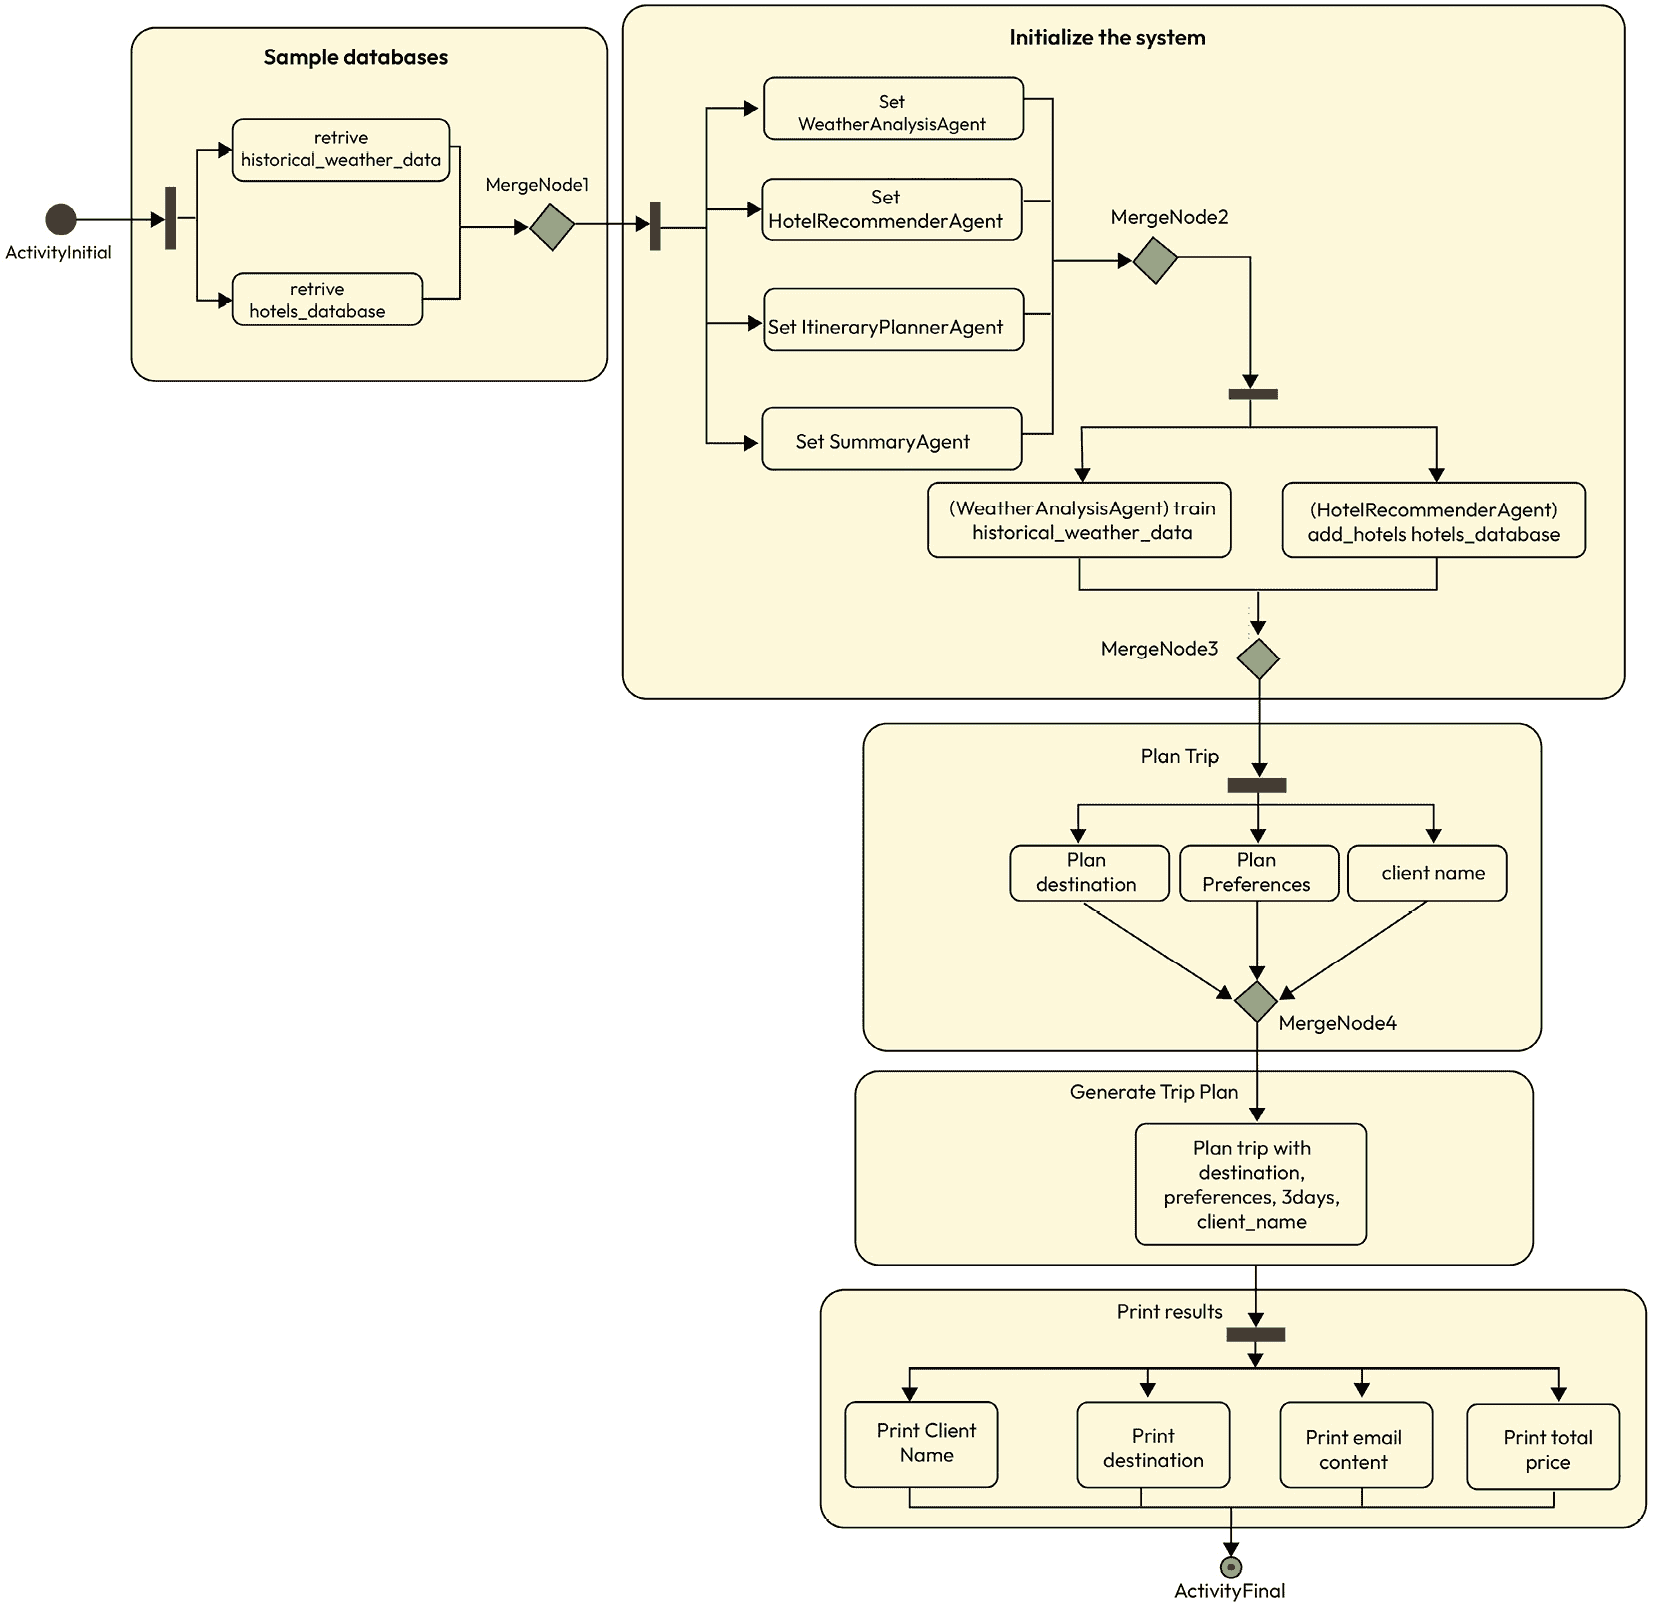 Sample databases
Initialize the system
retrive
historical_weather_data
MergeNode1
ActivityInitial
retrive
hotels_database
Set
WeatherAnalysisAgent
Set
HotelRecommenderAgent
MergeNode2
Set ItineraryPlannerAgent
Set SummaryAgent
(WeatherAnalysisAgent) train
historical_weather_data
(HotelRecommenderAgent)
add_hotels hotels_database
MergeNode3
Plan Trip
Plan
destination
Plan
Preferences
client name
MergeNode4
Generate Trip Plan
Plan trip with
destination,
preferences, 3days,
client_name
Print results
Print Client
Name
Print
destination
Print email
content
Print total
price
ActivityFinal